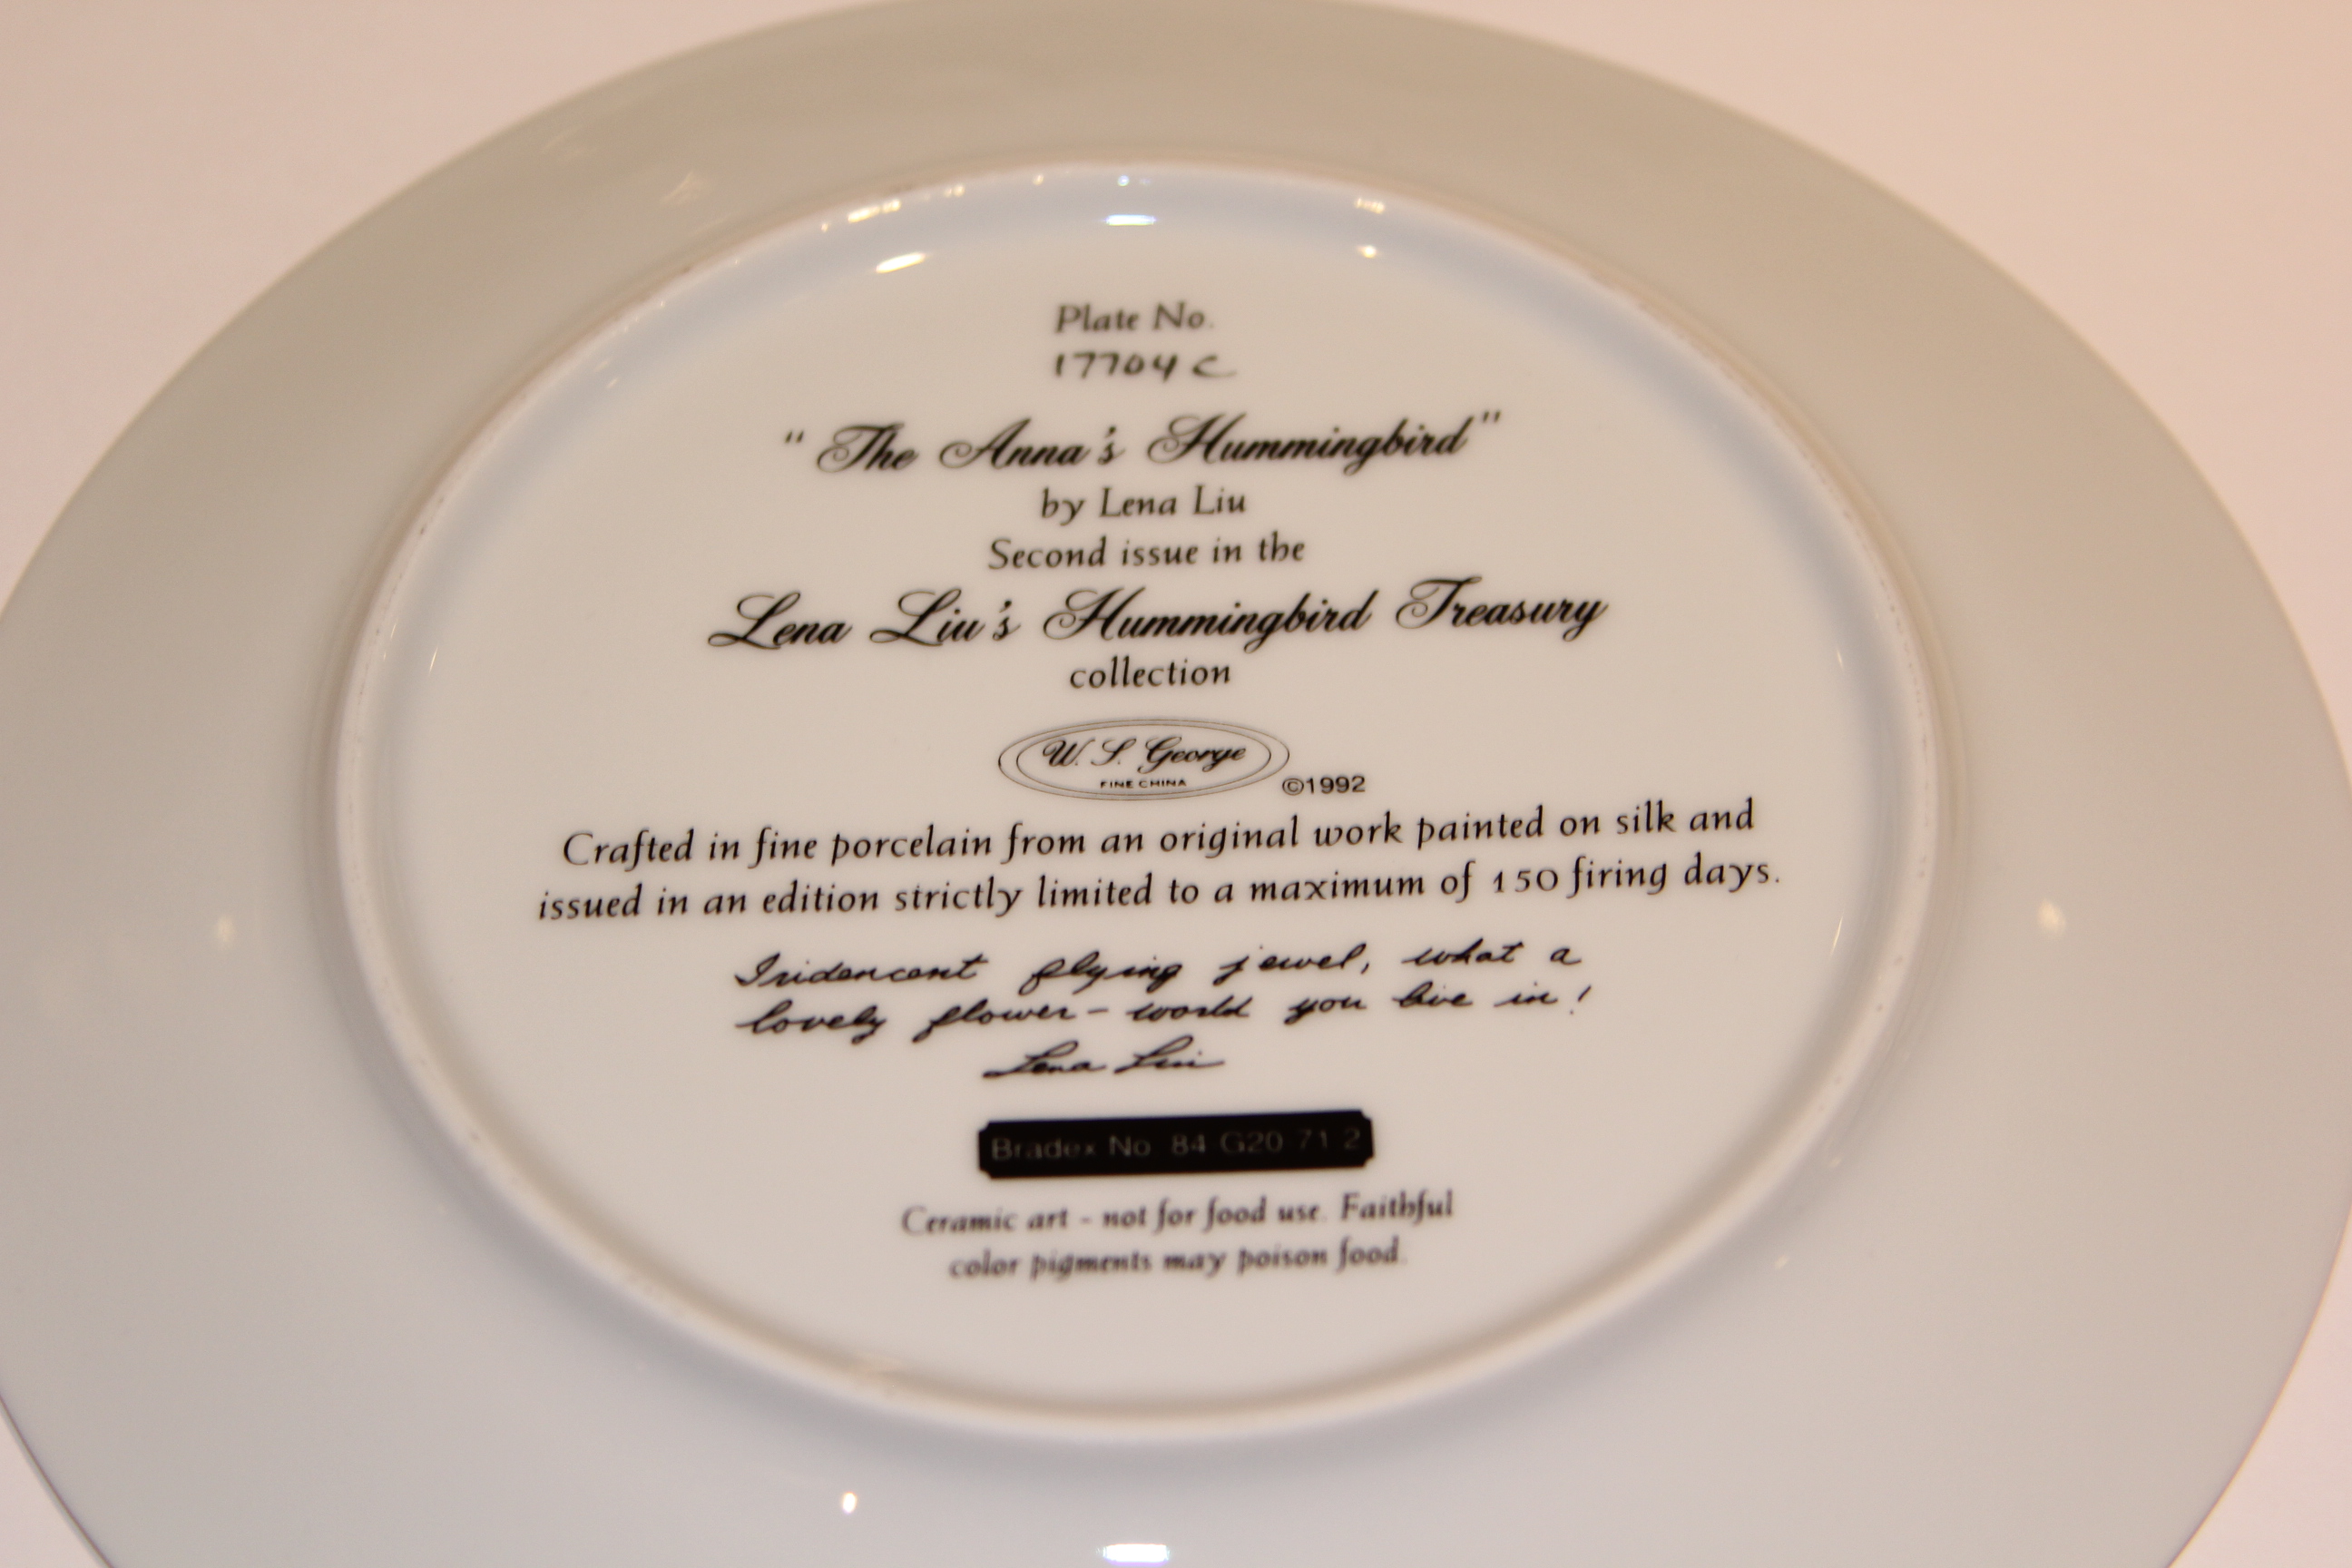 Plate No.
17704 C
"The Anna's Hummingbird"
by Lena Liu
Second issue in the
Lena Liu's Hummingbird Treasury
collection
W. S. George
FINE CHINA
©1992
Crafted in fine porcelain from an original work painted on silk and
issued in an edition strictly limited to a maximum of 150 firing days.
Iridencent flying jewel, what a
lovely flower-world you live in!
Lena Liu
Bradex No 84 G20 71 2
Ceramic art - not for food use. Faithful
color pigments may poison food.